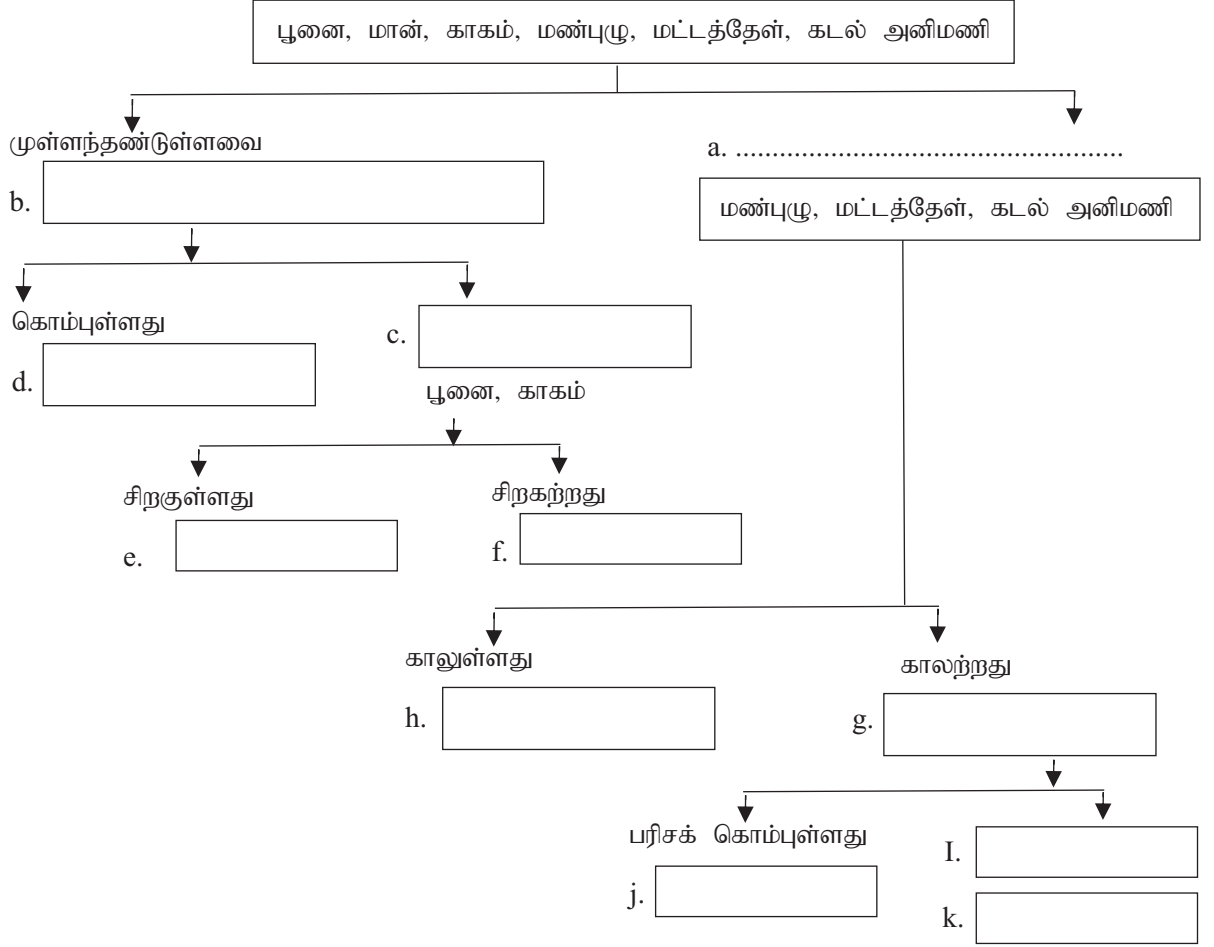 பூனை, மான், காகம், மண்புழு, மட்டத்தேள், கடல் அனிமணி
முள்ளந்தண்டுள்ளவை
a. ................................................
b.
மண்புழு, மட்டத்தேள், கடல் அனிமணி
கொம்புள்ளது
c.
d.
பூனை, காகம்
சிறகுள்ளது
சிறகற்றது
e.
f.
காலுள்ளது
காலற்றது
h.
g.
பரிசக் கொம்புள்ளது
I.
j.
k.